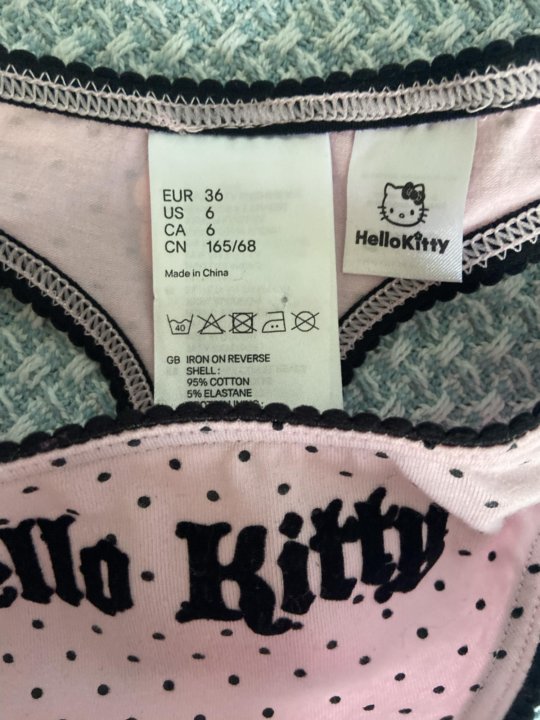 EUR 36
US 6
CA 6
CN 165/68
Made in China
40
GB IRON ON REVERSE
SHELL:
95% COTTON
5% ELASTANE
HelloKitty
ello Kitty